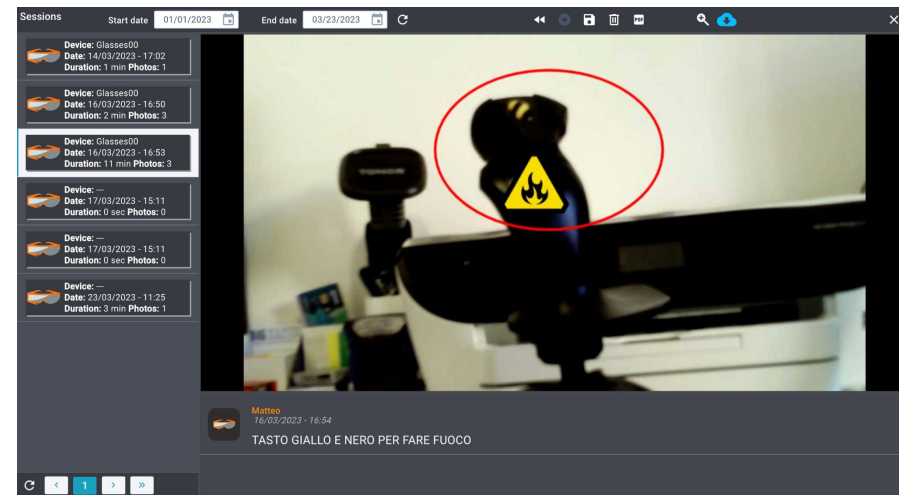 Sessions
Start date 01/01/2023
End date 03/23/2023
PDF
Device: Glasses00
Date: 14/03/2023 - 17:02
Duration: 1 min Photos: 1
Device: Glasses00
Date: 16/03/2023 - 16:50
Duration: 2 min Photos: 3
Device: Glasses00
Date: 16/03/2023 - 16:53
Duration: 11 min Photos: 3
Device: ---
Date: 17/03/2023 - 15:11
Duration: 0 sec Photos: 0
Device: ---
Date: 17/03/2023 - 15:11
Duration: 0 sec Photos: 0
Device: ---
Date: 23/03/2023 - 11:25
Duration: 3 min Photos: 1
Matteo
16/03/2023 - 16:54
TASTO GIALLO E NERO PER FARE FUOCO
1